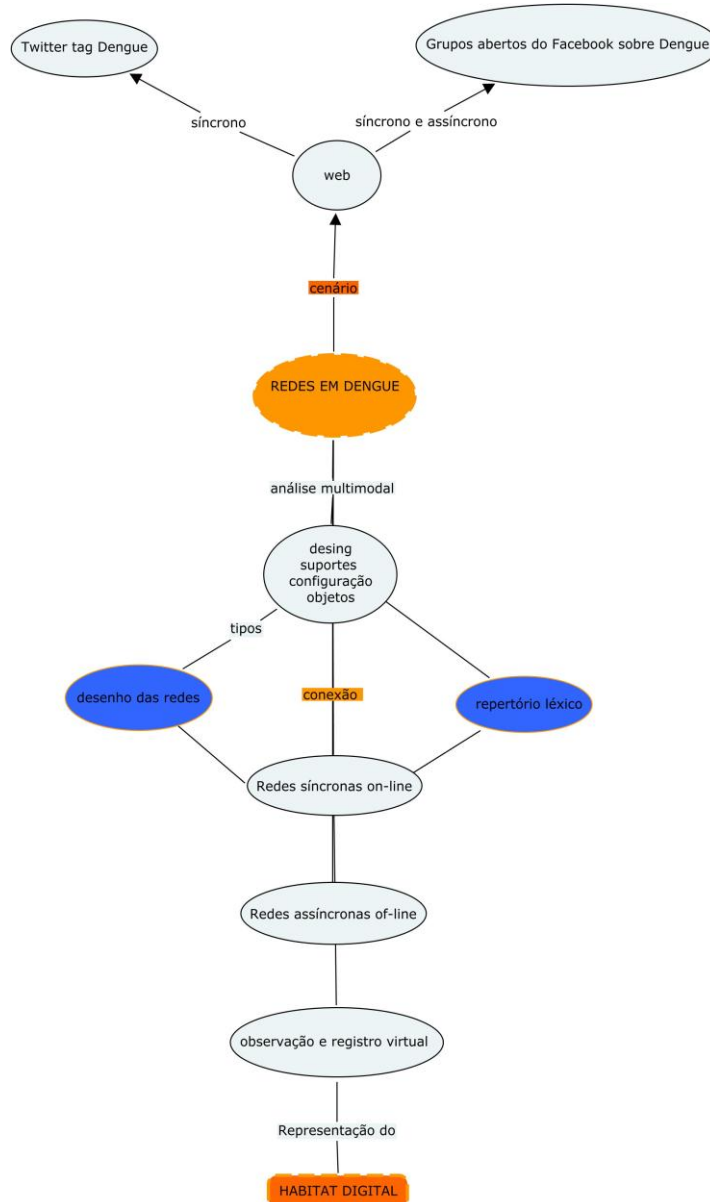 Twitter tag Dengue
Grupos abertos do Facebook sobre Dengue
síncrono
síncrono e assíncrono
web
cenário
REDES EM DENGUE
análise multimodal
desing
suportes
configuração
objetos
tipos
desenho das redes
conexão
repertório léxico
Redes síncronas on-line
Redes assíncronas of-line
observação e registro virtual
Representação do
HABITAT DIGITAL